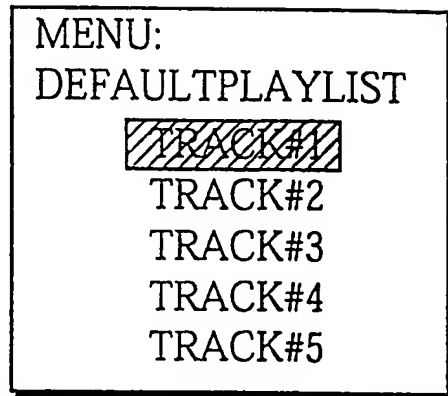 MENU:
DEFAULTPLAYLIST
TRACK#1
TRACK#2
TRACK#3
TRACK#4
TRACK#5